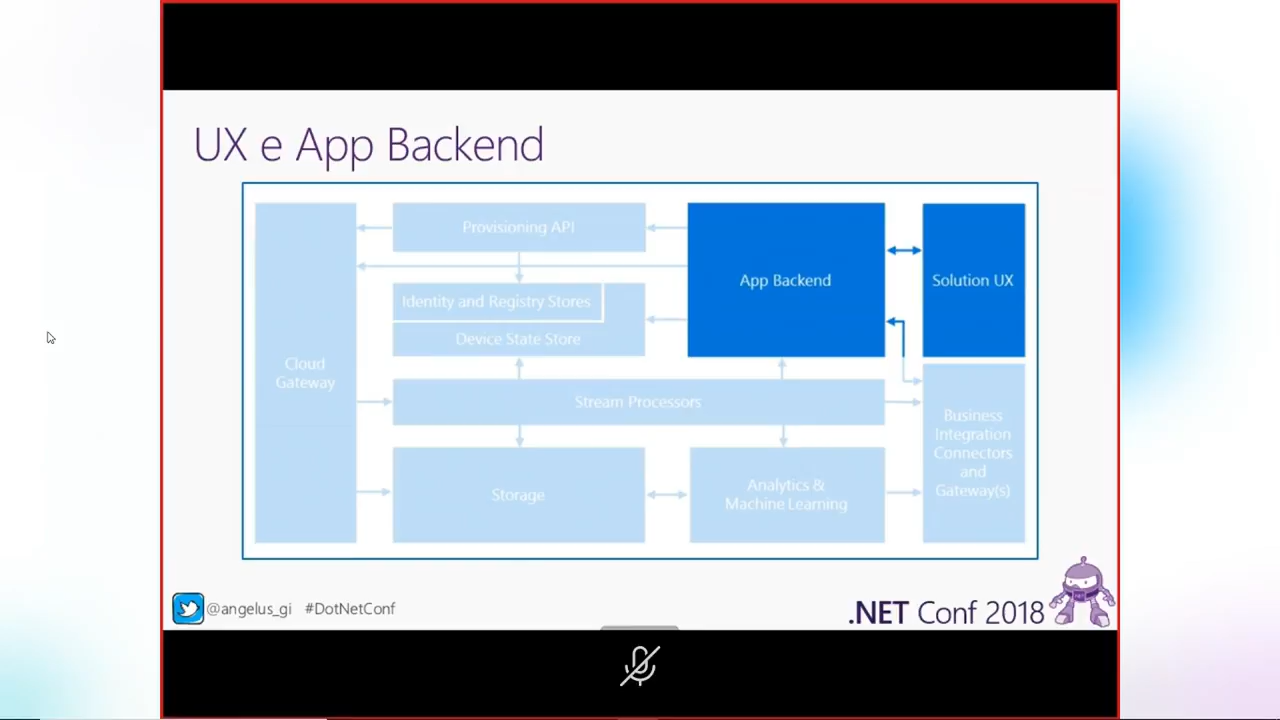 UX e App Backend
Provisioning API
App Backend
Solution UX
Identity and Registry Stores
Device State Store
Cloud
Gateway
Stream Processors
Business
Integration
Connectors
and
Gateway(s)
Storage
Analytics &
Machine Learning
@angelus_gi #DotNetConf
.NET Conf 2018